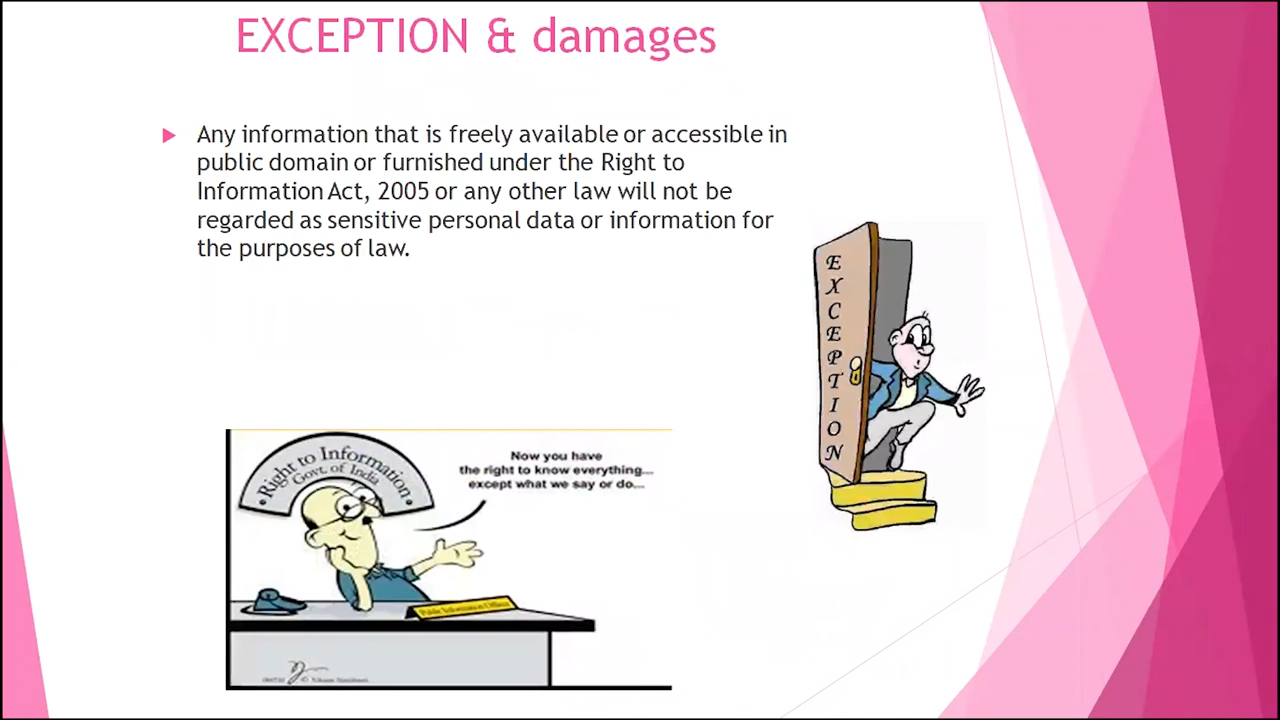 EXCEPTION & damages
Any information that is freely available or accessible in
public domain or furnished under the Right to
Information Act, 2005 or any other law will not be
regarded as sensitive personal data or information for
the purposes of law.
EXCEPTION
Right to Information
Govt. of India
Now you have
the right to know everything...
except what we say or do...
Public Information Officer